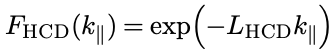 F_HCD(k_∥) = exp(−L_HCD k_∥)